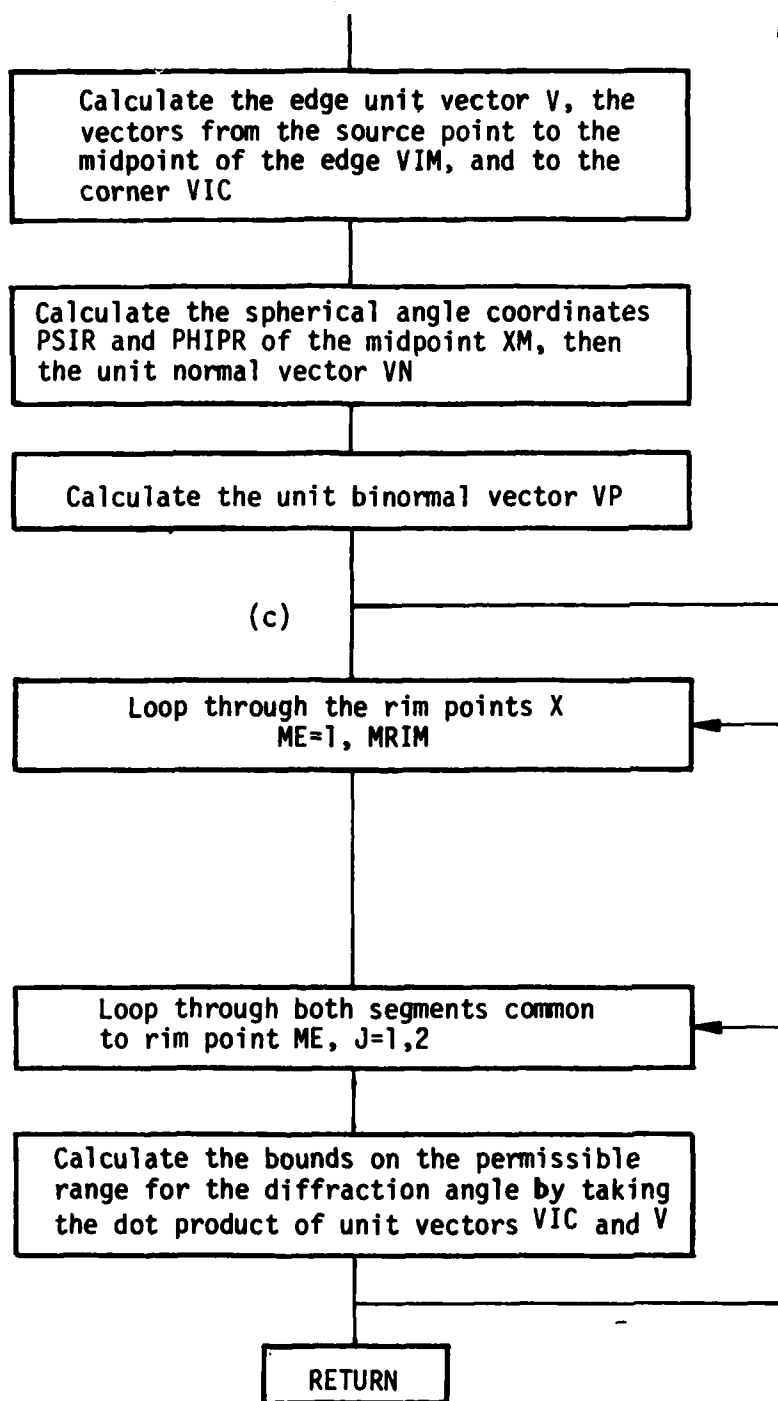 Calculate the edge unit vector V, the
vectors from the source point to the
midpoint of the edge VIM, and to the
corner VIC
Calculate the spherical angle coordinates
PSIR and PHIPR of the midpoint XM, then
the unit normal vector VN
Calculate the unit binormal vector VP
(c)
Loop through the rim points X
ME=1, MRIM
Loop through both segments common
to rim point ME, J=1,2
Calculate the bounds on the permissible
range for the diffraction angle by taking
the dot product of unit vectors VIC and V
RETURN